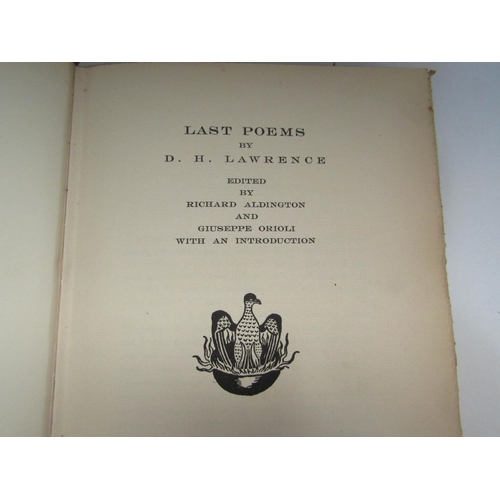 LAST POEMS
BY
D. H. LAWRENCE
EDITED
BY
RICHARD ALDINGTON
AND
GIUSEPPE ORIOLI
WITH AN INTRODUCTION